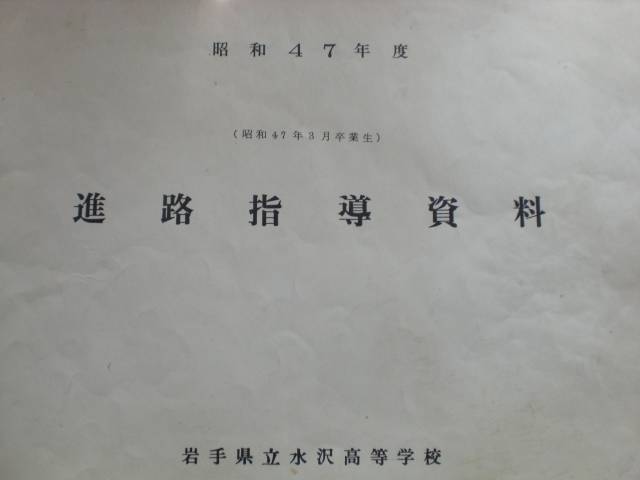 昭和47年度
(昭和47年3月卒業生)
進路指導資料
岩手県立水沢高等学校